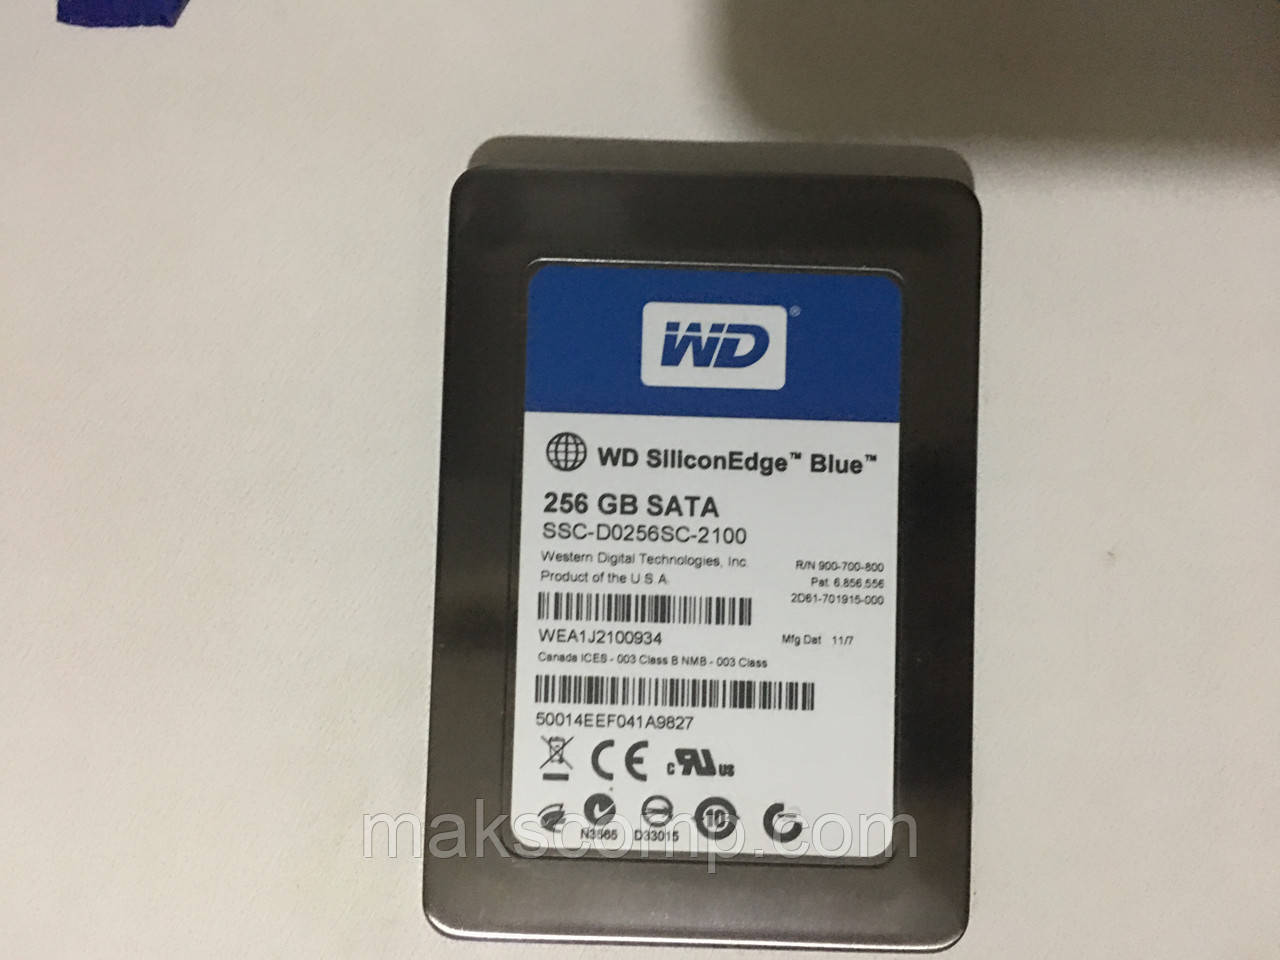 WD®
WD SiliconEdge™ Blue™
256 GB SATA
SSC-D0256SC-2100
Western Digital Technologies, Inc.
Product of the U.S.A.
R/N 900-700-800
Pat. 6,856,556
2D61-701915-000
WEA1J2100934
Mfg Dat 11/7
Canada ICES - 003 Class B NMB - 003 Class
50014EEF041A9827
CE
c RU us
N3565 D33015 10
makscomp.com